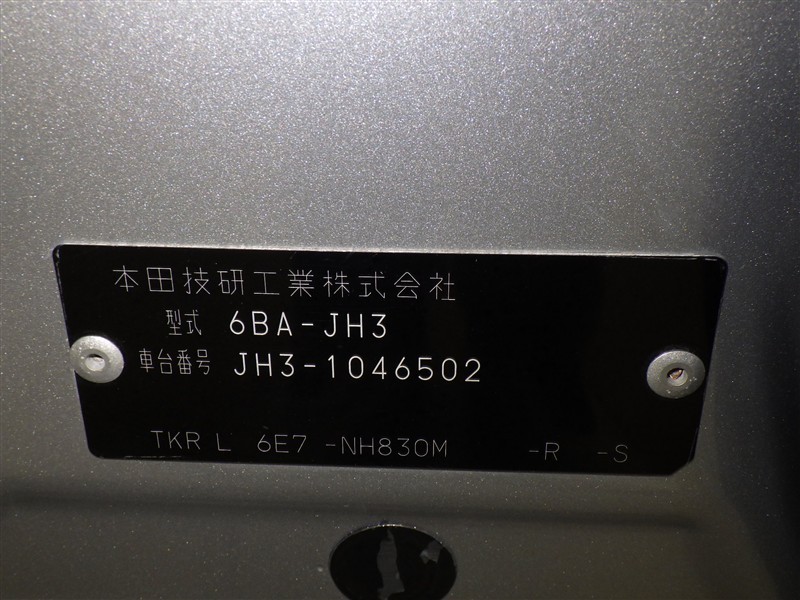 本田技研工業株式会社
型式 6BA-JH3
車台番号 JH3-1046502
TKR L 6E7 -NH830M -R -S